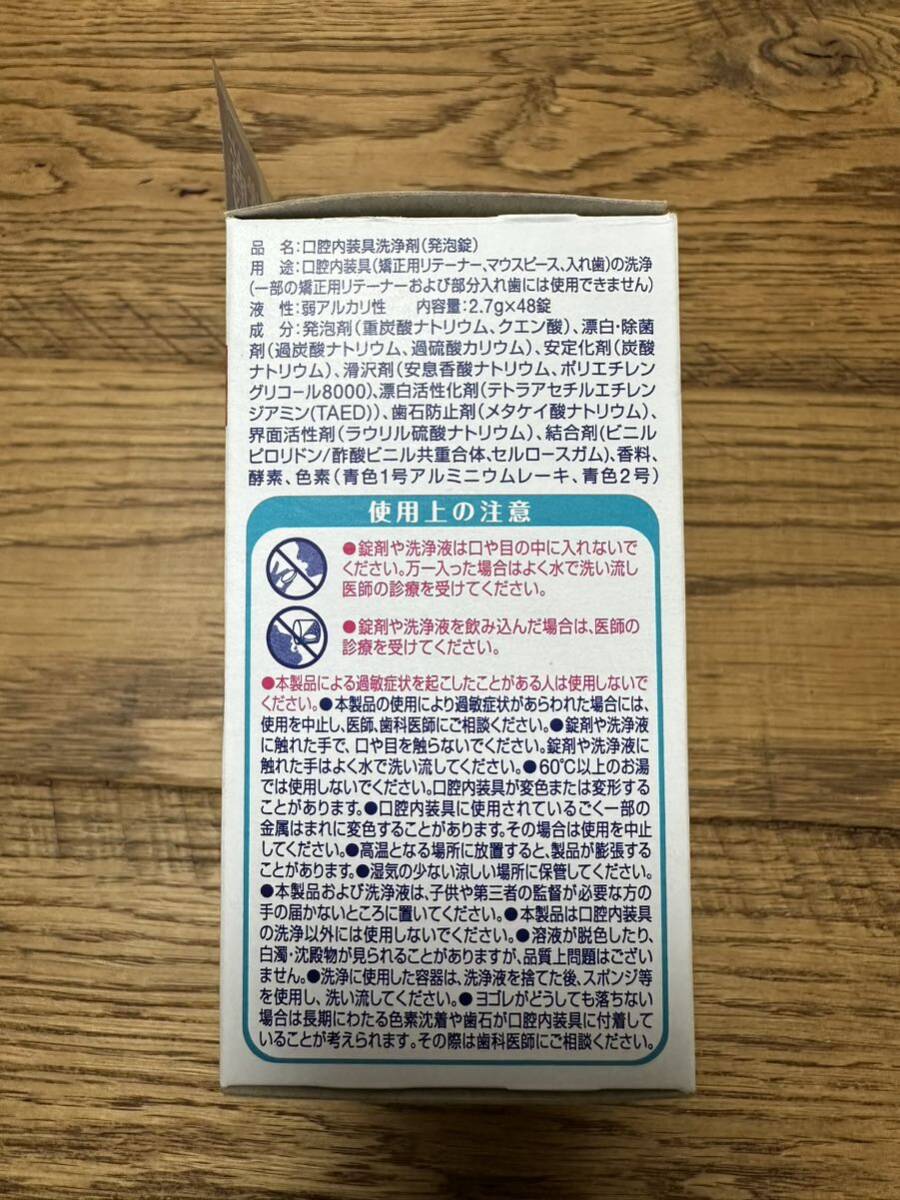 品 名:口腔内装具洗浄剤(発泡錠)
用 途:口腔内装具(矯正用リテーナー、マウスピース、入れ歯)の洗浄
(一部の矯正用リテーナーおよび部分入れ歯には使用できません)
液 性:弱アルカリ性 内容量:2.7g×48錠
成 分:発泡剤(重炭酸ナトリウム、クエン酸)、漂白・除菌
剤(過炭酸ナトリウム、過硫酸カリウム)、安定化剤(炭酸
ナトリウム)、滑沢剤(安息香酸ナトリウム、ポリエチレン
グリコール8000)、漂白活性化剤(テトラアセチルエチレン
ジアミン(TAED))、歯石防止剤(メタケイ酸ナトリウム)、
界面活性剤(ラウリル硫酸ナトリウム)、結合剤(ビニル
ピロリドン/酢酸ビニル共重合体、セルロースガム)、香料、
酵素、色素(青色1号アルミニウムレーキ、青色2号)
使用上の注意
●錠剤や洗浄液は口や目の中に入れないで
ください。万一入った場合はよく水で洗い流し
医師の診療を受けてください。
●錠剤や洗浄液を飲み込んだ場合は、医師の
診療を受けてください。
●本製品による過敏症状を起こしたことがある人は使用しないで
ください。●本製品の使用により過敏症状があらわれた場合には、
使用を中止し、医師、歯科医師にご相談ください。●錠剤や洗浄液
に触れた手で、口や目を触らないでください。錠剤や洗浄液に
触れた手はよく水で洗い流してください。●60℃以上のお湯
では使用しないでください。口腔内装具が変色または変形する
ことがあります。●口腔内装具に使用されているごく一部の
金属はまれに変色することがあります。その場合は使用を中止
してください。●高温となる場所に放置すると、製品が膨張する
ことがあります。●湿気の少ない涼しい場所に保管してください。
●本製品および洗浄液は、子供や第三者の監督が必要な方の
手の届かないところに置いてください。●本製品は口腔内装具
の洗浄以外には使用しないでください。●溶液が脱色したり、
白濁・沈殿物が見られることがありますが、品質上問題はござい
ません。●洗浄に使用した容器は、洗浄液を捨てた後、スポンジ等
を使用し、洗い流してください。●ヨゴレがどうしても落ちない
場合は長期にわたる色素沈着や歯石が口腔内装具に付着して
いることが考えられます。その際は歯科医師にご相談ください。